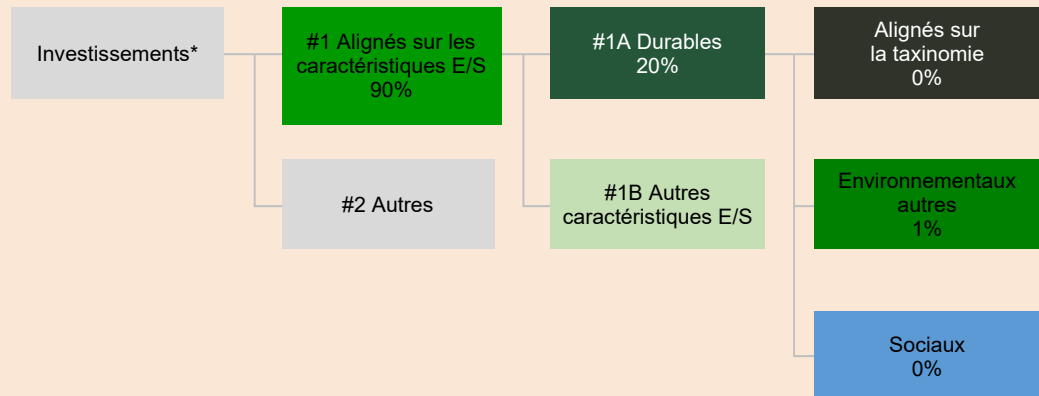 Investissements*
#1 Alignés sur les
caractéristiques E/S
90%
#1A Durables
20%
Alignés sur
la taxinomie
0%
#2 Autres
#1B Autres
caractéristiques E/S
Environnementaux
autres
1%
Sociaux
0%